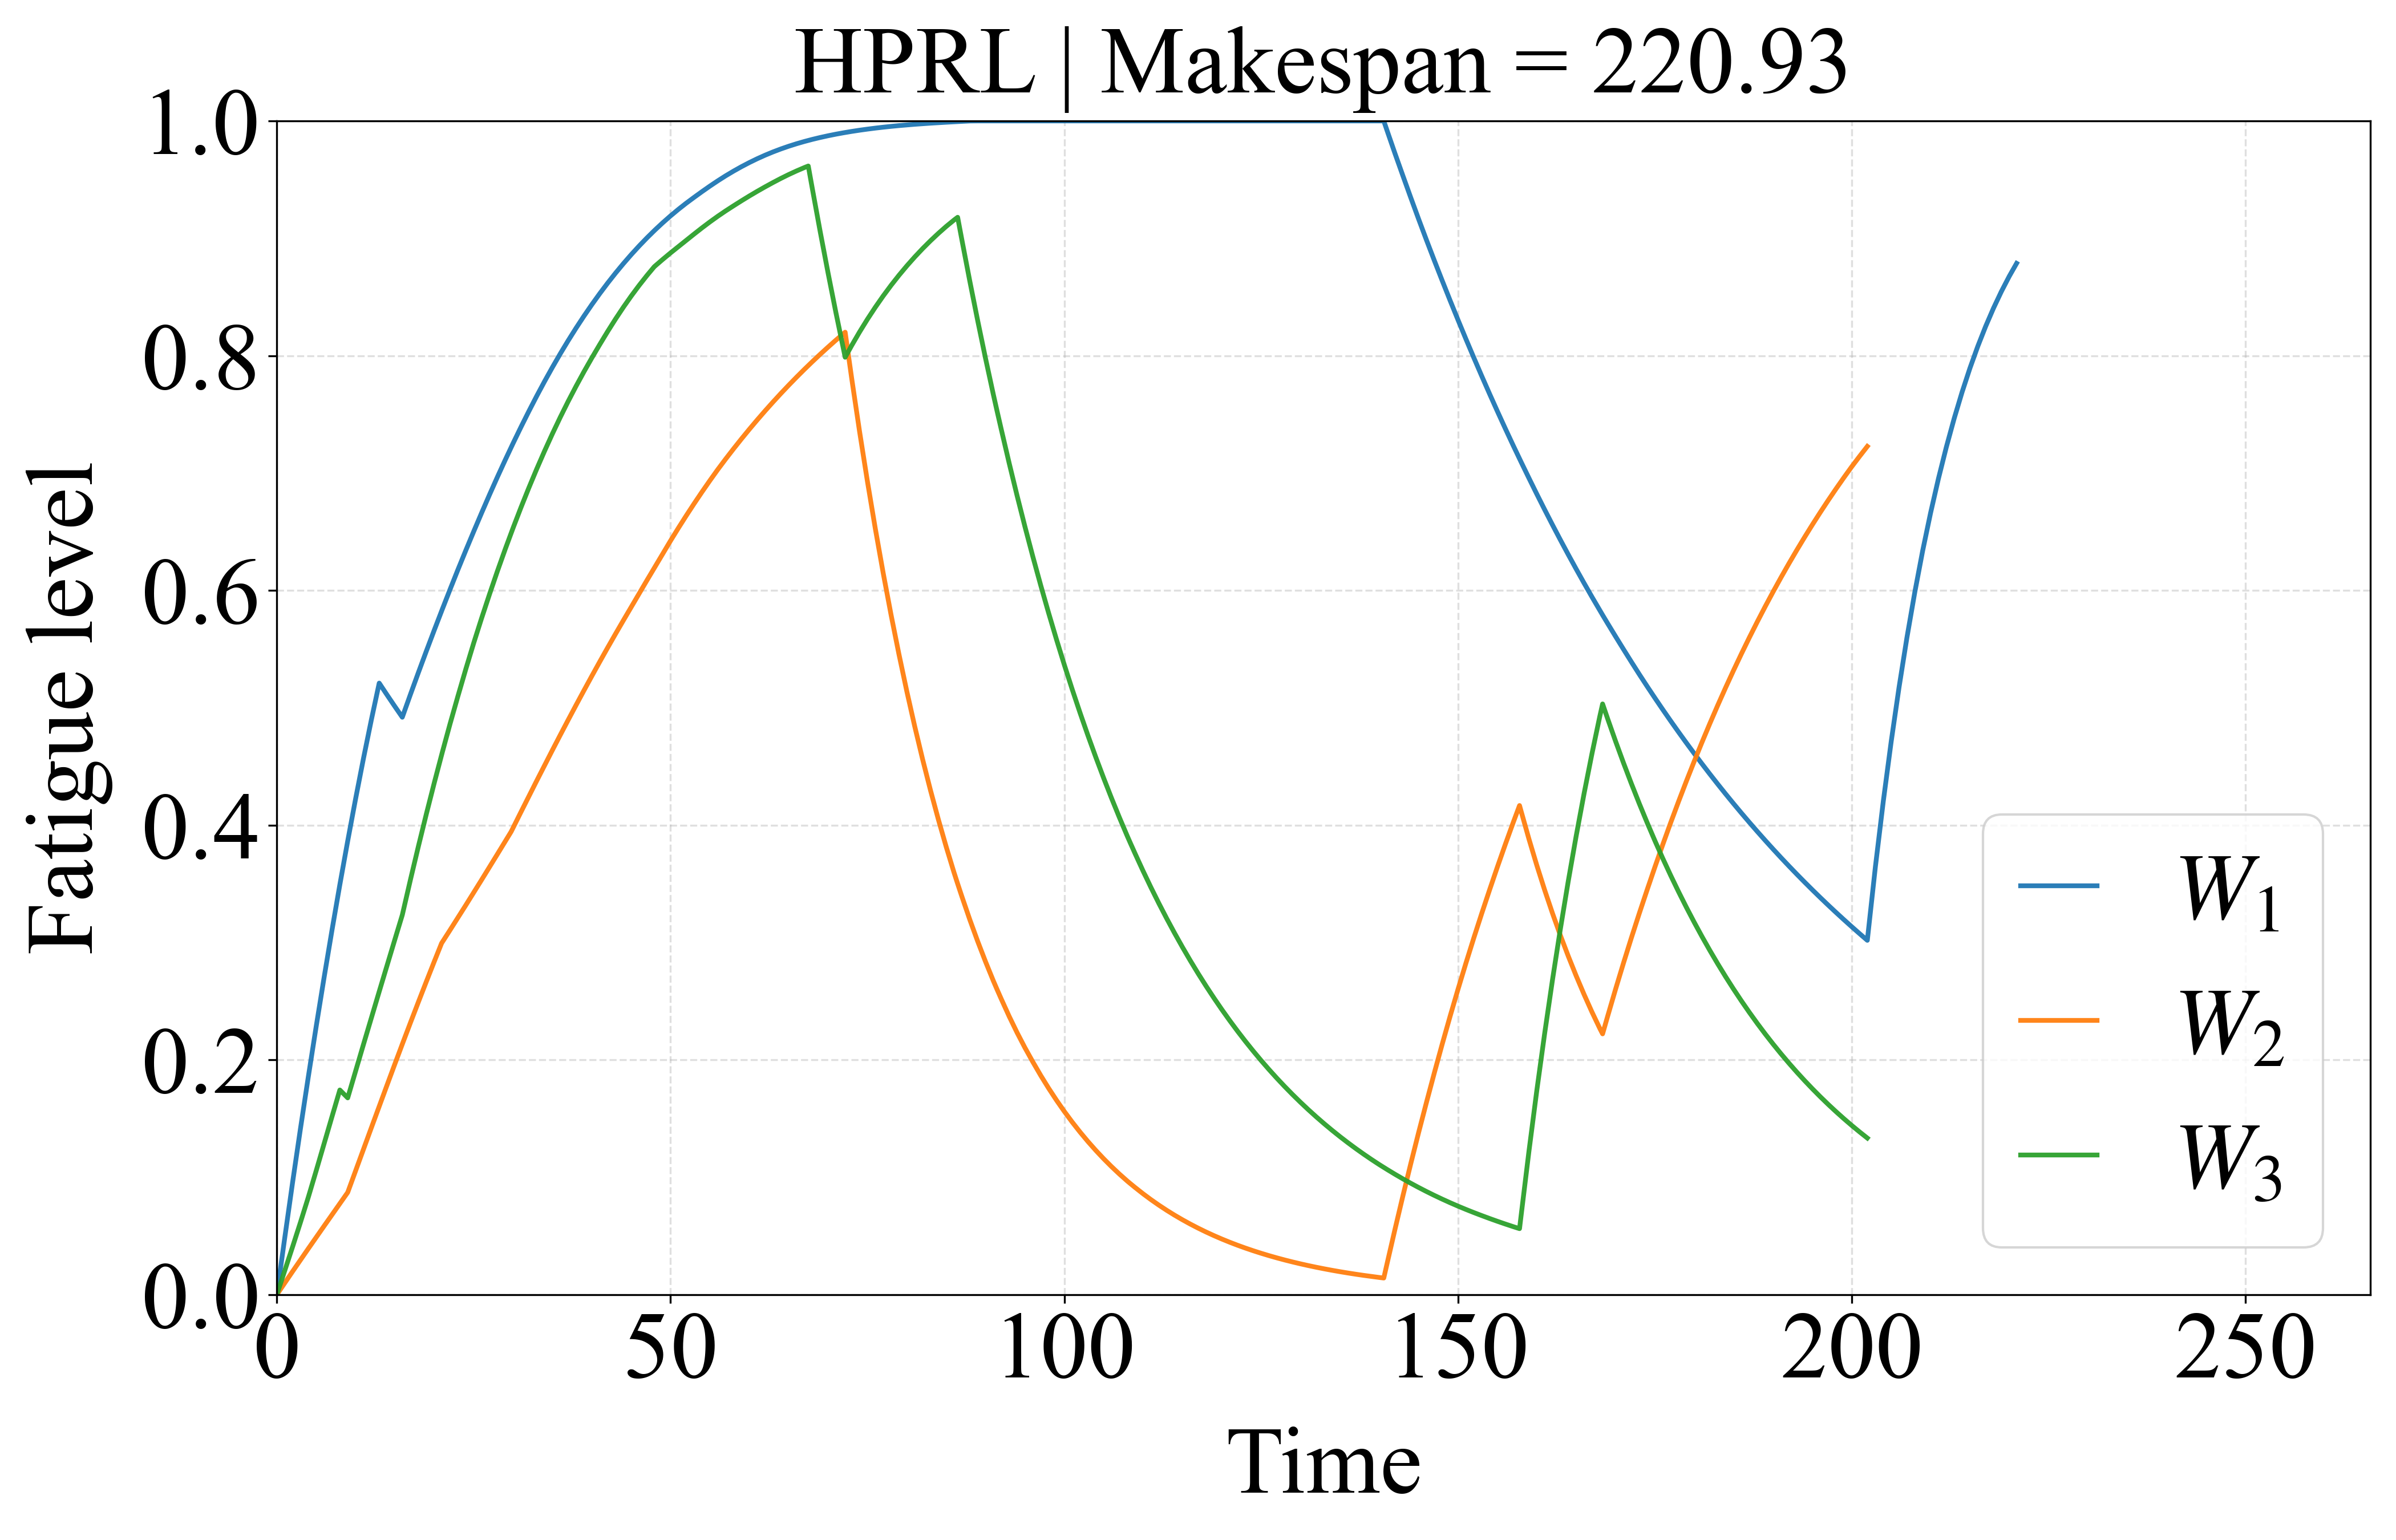 HPRL | Makespan = 220.93
1.0
0.8
0.6
0.4
0.2
0.0
Fatigue level
0 50 100 150 200 250
Time
W₁
W₂
W₃